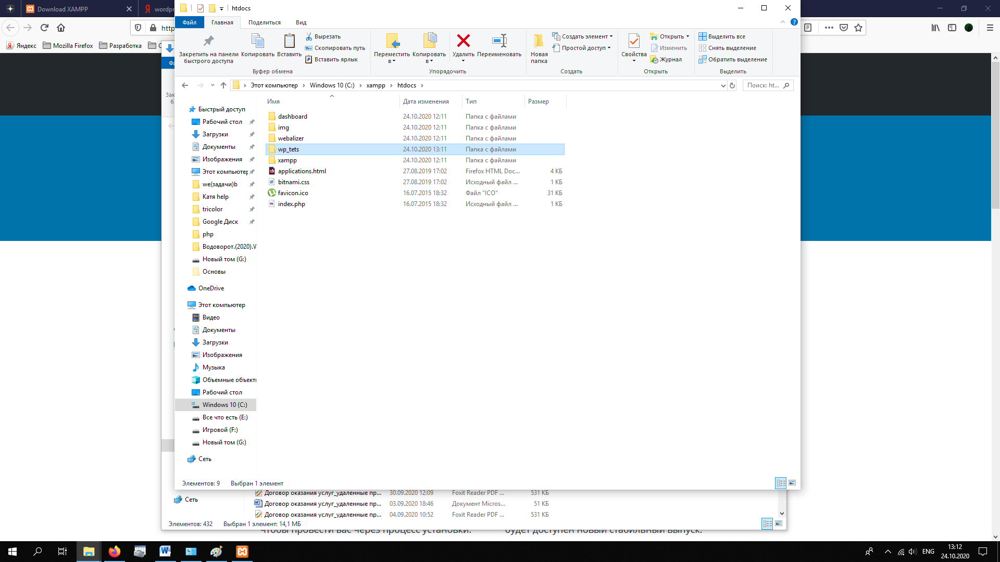 Download XAMPP
wordpr
htdocs
Файл
Главная
Поделиться
Вид
http
Яндекс
Mozilla Firefox
Разработка
Закрепить на панели быстрого доступа
Копировать
Вставить
Вырезать
Скопировать путь
Вставить ярлык
Буфер обмена
Переместить в
Копировать в
Удалить
Переименовать
Упорядочить
Новая папка
Создать элемент
Простой доступ
Создать
Свойства
Открыть
Изменить
Журнал
Открыть
Выделить все
Снять выделение
Обратить выделение
Выделить
Этот компьютер
Windows 10 (C:)
xampp
htdocs
Поиск: ht...
Имя
Дата изменения
Тип
Размер
dashboard 24.10.2020 12:11 Папка с файлами
img 24.10.2020 12:11 Папка с файлами
webalizer 24.10.2020 12:11 Папка с файлами
wp_tets 24.10.2020 13:11 Папка с файлами
xampp 24.10.2020 12:11 Папка с файлами
applications.html 27.08.2019 17:02 Firefox HTML Doc... 4 КБ
bitnami.css 27.08.2019 17:02 Исходный файл ... 1 КБ
favicon.ico 16.07.2015 18:32 Файл "ICO" 31 КБ
index.php 16.07.2015 18:32 Исходный файл ... 1 КБ
Быстрый доступ
Рабочий стол
Загрузки
Документы
Изображения
Этот компьютер
we(задачи)b
Катя help
tricolor
Google Диск
php
Водоворот.(2020).W
Новый том (G:)
Основы
OneDrive
Этот компьютер
Видео
Документы
Загрузки
Изображения
Музыка
Объемные объекты
Рабочий стол
Windows 10 (C:)
Все что есть (E:)
Игровой (F:)
Новый том (G:)
Сеть
Элементов: 9
Выбран 1 элемент
Договор оказания услуг_удаленные пр... 30.09.2020 12:09 Foxit Reader PDF ... 531 КБ
Сеть
Договор оказания услуг_удаленные пр... 03.09.2020 18:46 Документ Micros... 51 КБ
Договор оказания услуг_удаленные пр... 04.09.2020 10:52 Foxit Reader PDF ... 531 КБ
Элементов: 432
Выбран 1 элемент: 14,1 МБ
чтобы провести вас через процесс установки.
будет доступен новый стабильный выпуск.
ENG
13:12
24.10.2020